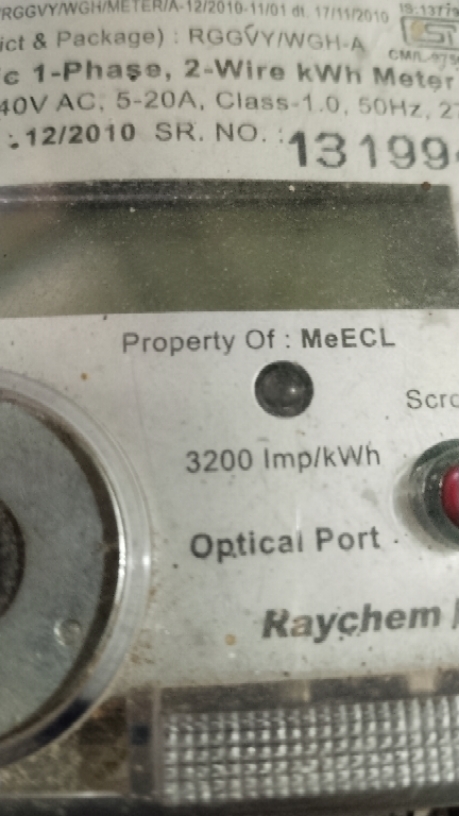 RGGVY/WGH/METER/A-12/2010-11/01 dt. 17/11/2010
ict & Package) : RGGVY/WGH-A
c 1-Phase, 2-Wire kWh Meter
40V AC, 5-20A, Class-1.0, 50Hz, 2
: 12/2010 SR. NO. : 13199
Property Of : MeECL
Scro
3200 Imp/kWh
Optical Port
Raychem